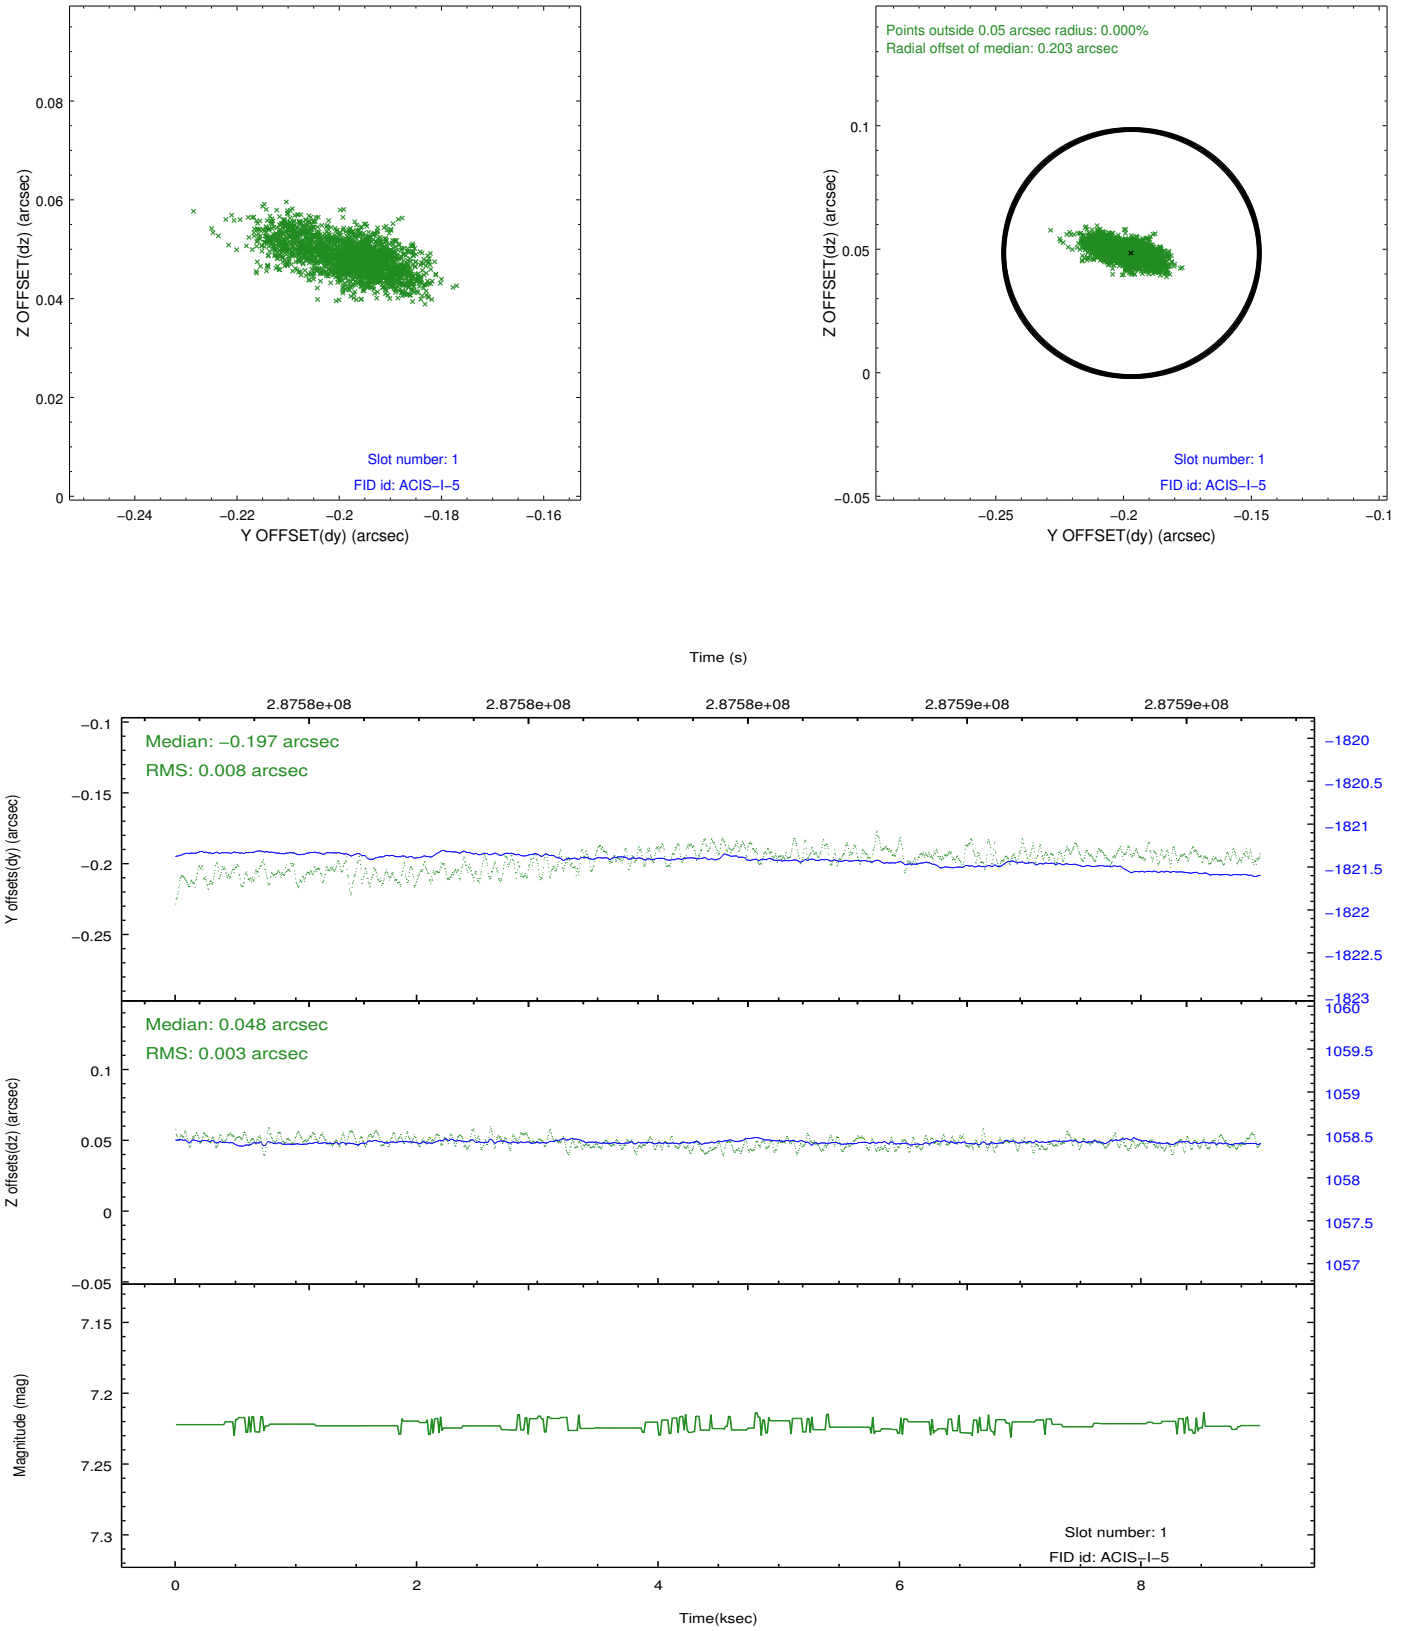 Points outside 0.05 arcsec radius: 0.000%
Radial offset of median: 0.203 arcsec
0.08
0.06
0.04
0.02
0
Z OFFSET(dz) (arcsec)
Slot number: 1
FID id: ACIS−I−5
−0.24 −0.22 −0.2 −0.18 −0.16
Y OFFSET(dy) (arcsec)
0.1
0.05
0
−0.05
Z OFFSET(dz) (arcsec)
Slot number: 1
FID id: ACIS−I−5
−0.25 −0.2 −0.15 −0.1
Y OFFSET(dy) (arcsec)
Time (s)
2.8758e+08 2.8758e+08 2.8758e+08 2.8759e+08 2.8759e+08
Median: −0.197 arcsec
RMS: 0.008 arcsec
−0.1
−0.15
−0.2
−0.25
Y offsets(dy) (arcsec)
−1820
−1820.5
−1821
−1821.5
−1822
−1822.5
−1823
Median: 0.048 arcsec
RMS: 0.003 arcsec
0.1
0.05
0
−0.05
Z offsets(dz) (arcsec)
1060
1059.5
1059
1058.5
1058
1057.5
1057
7.15
7.2
7.25
7.3
Magnitude (mag)
Slot number: 1
FID id: ACIS−I−5
0 2 4 6 8
Time(ksec)